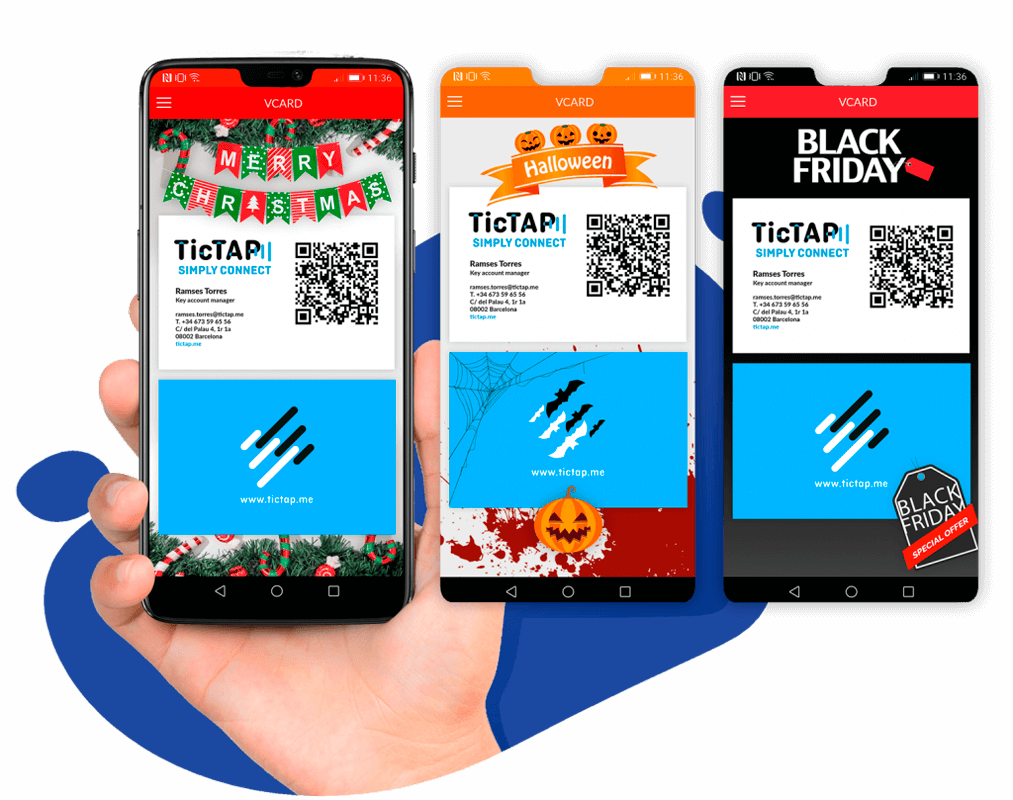 11:36
VCARD
MERRY
CHRISTMAS
TicTAP
SIMPLY CONNECT
Ramses Torres
Key account manager
ramses.torres@tictap.me
T. +34 673 59 65 56
C/ del Palau 4, 1r 1a
08002 Barcelona
tictap.me
www.tictap.me
11:36
VCARD
Halloween
TicTAP
SIMPLY CONNECT
Ramses Torres
Key account manager
ramses.torres@tictap.me
T. +34 673 59 65 56
C/ del Palau 4, 1r 1a
08002 Barcelona
tictap.me
www.tictap.me
11:36
VCARD
BLACK
FRIDAY
TicTAP
SIMPLY CONNECT
Ramses Torres
Key account manager
ramses.torres@tictap.me
T. +34 673 59 65 56
C/ del Palau 4, 1r 1a
08002 Barcelona
tictap.me
www.tictap.me
BLACK
FRIDAY
SPECIAL OFFER